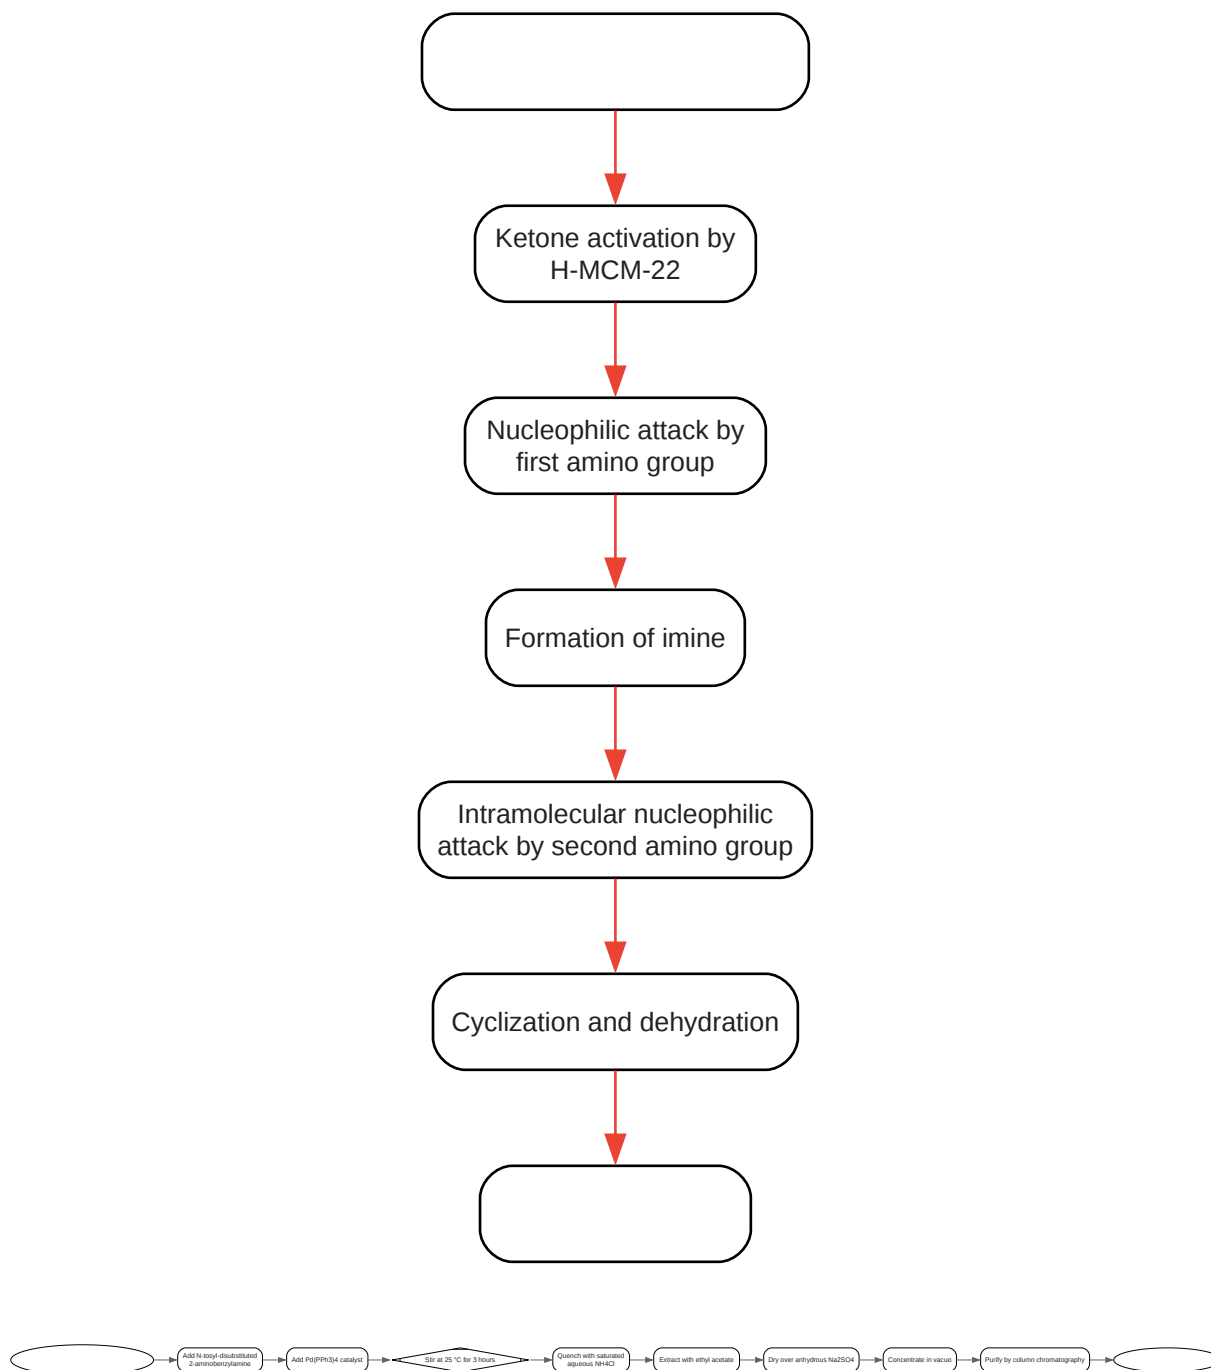 Ketone activation by
H-MCM-22
Nucleophilic attack by
first amino group
Formation of imine
Intramolecular nucleophilic
attack by second amino group
Cyclization and dehydration
Add N-tosyl-disubstituted
2-aminobenzylamine
Add Pd(PPh3)4 catalyst
Stir at 25 °C for 3 hours
Quench with saturated
aqueous NH4Cl
Extract with ethyl acetate
Dry over anhydrous Na2SO4
Concentrate in vacuo
Purify by column chromatography